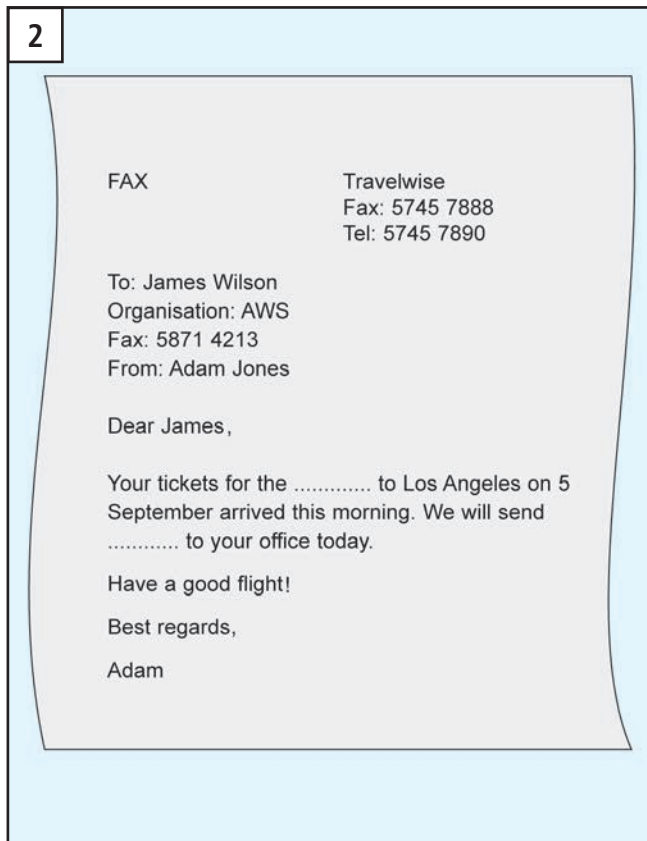 2
FAX
Travelwise
Fax: 5745 7888
Tel: 5745 7890
To: James Wilson
Organisation: AWS
Fax: 5871 4213
From: Adam Jones
Dear James,
Your tickets for the ............. to Los Angeles on 5
September arrived this morning. We will send
............ to your office today.
Have a good flight!
Best regards,
Adam